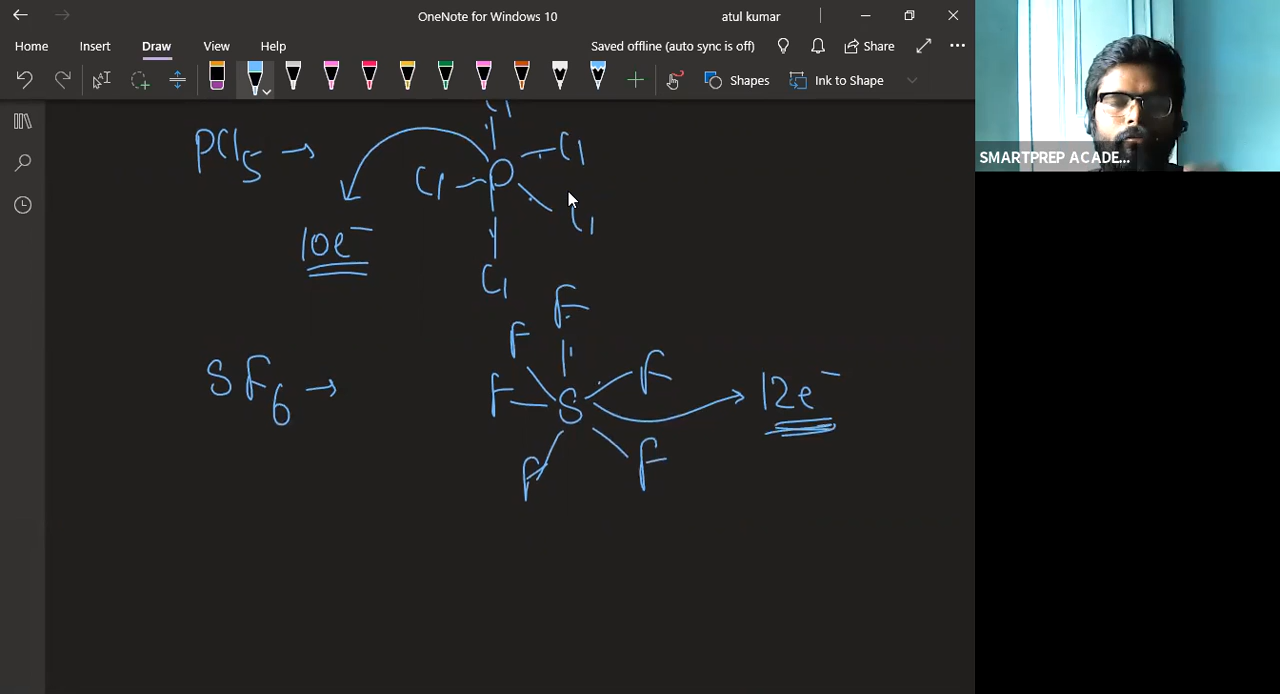 OneNote for Windows 10
atul kumar
Home Insert Draw View Help
Saved offline (auto sync is off)
Share
Shapes
Ink to Shape
SMARTPREP ACADE...
Cl
PCl5 →
Cl
Cl
P
Cl
10e⁻
Cl
F
F
SF6 →
F
F
S
12e⁻
F
F